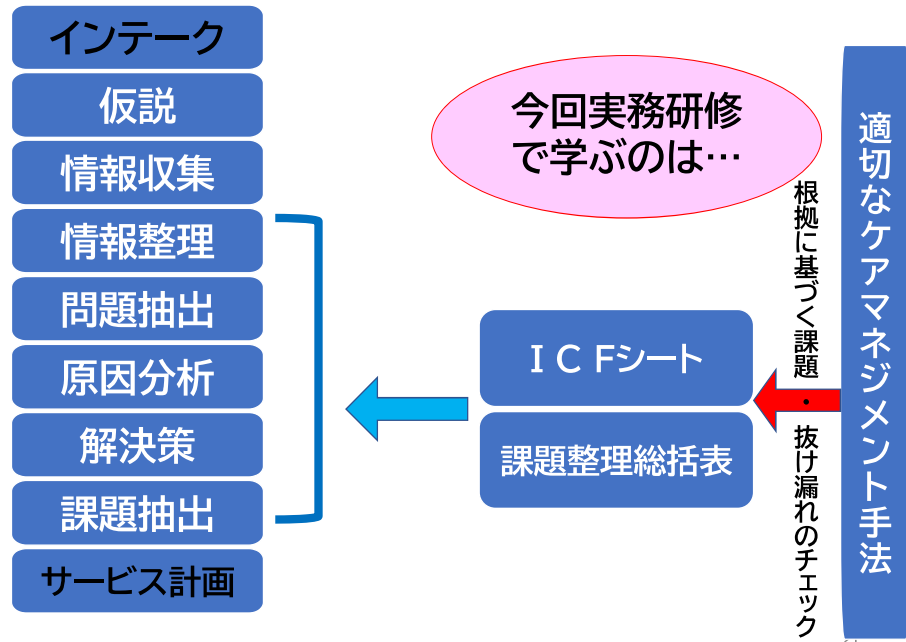 インテーク
仮説
情報収集
情報整理
問題抽出
原因分析
解決策
課題抽出
サービス計画
今回実務研修
で学ぶのは…
ＩＣＦシート
課題整理総括表
根拠に基づく課題・抜け漏れのチェック
適切なケアマネジメント手法